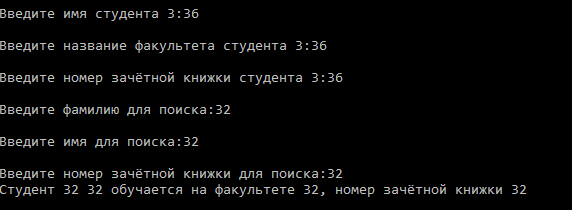 Введите имя студента 3:36
Введите название факультета студента 3:36
Введите номер зачётной книжки студента 3:36
Введите фамилию для поиска:32
Введите имя для поиска:32
Введите номер зачётной книжки для поиска:32
Студент 32 32 обучается на факультете 32, номер зачётной книжки 32